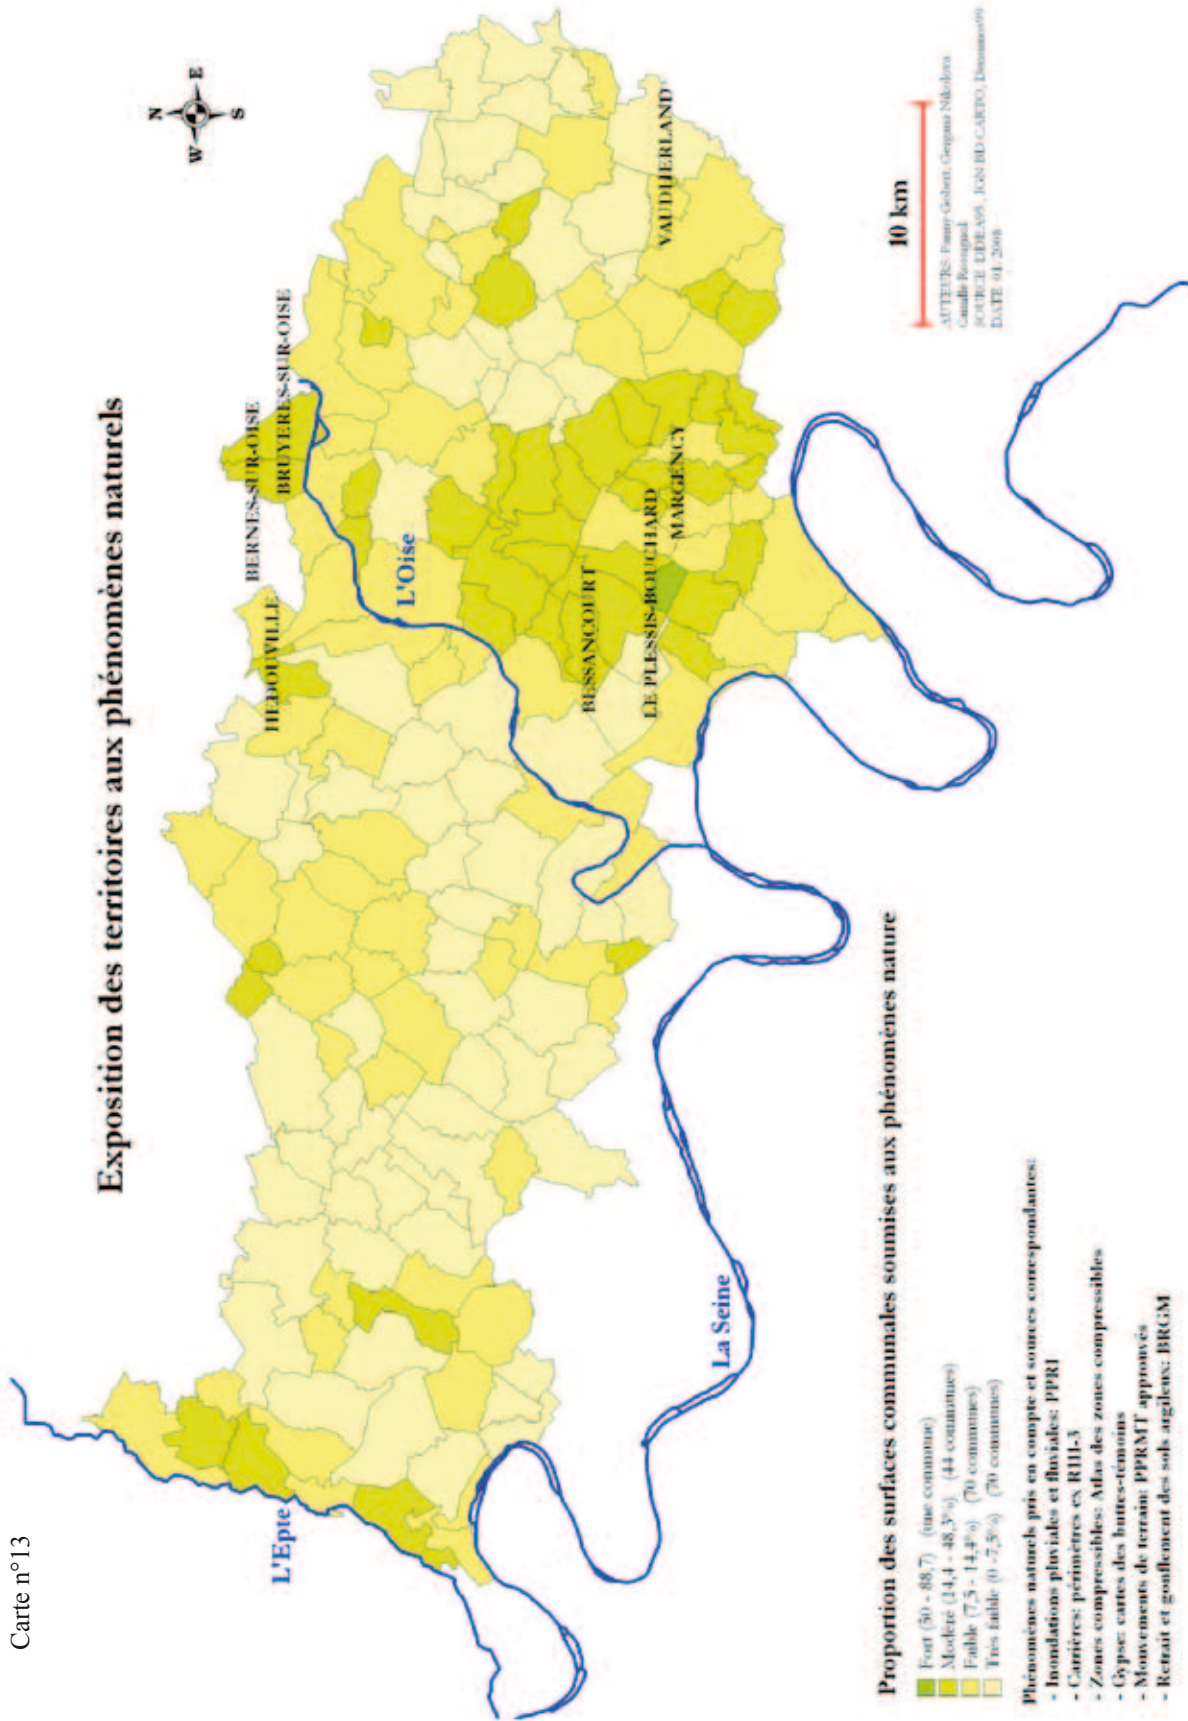 Carte n°13
Exposition des territoires aux phénomènes naturels
N
W
E
S
BERNES-SUR-OISE
BRUYERES-SUR-OISE
HEDOUVILLE
L'Oise
VAUDHERLAND
MARGENCY
LE PLESSIS-BOUCHARD
BESSANCOURT
L'Epte
La Seine
10 km
AUTEURS: Fanny Gobert, Gergana Nikolova
Camille Rossignol
SOURCE DDEA95, IGN BD CARTO,
DATE 04/2008
Proportion des surfaces communales soumises aux phénomènes nature
Fort (50 - 88,7) (une commune)
Modéré (14,4 - 48,3%) (44 communes)
Faible (7,5 - 14,4%) (70 communes)
Très faible (0 -7,5%) (70 communes)
Phénomènes naturels pris en compte et sources correspondantes:
- Inondations pluviales et fluviales: PPRI
- Carrières: périmètres ex R111-3
- Zones compressibles: Atlas des zones compressibles
- Gypse: cartes des buttes-témoins
- Mouvements de terrain: PPRMT approuvés
- Retrait et gonflement des sols argileux: BRGM